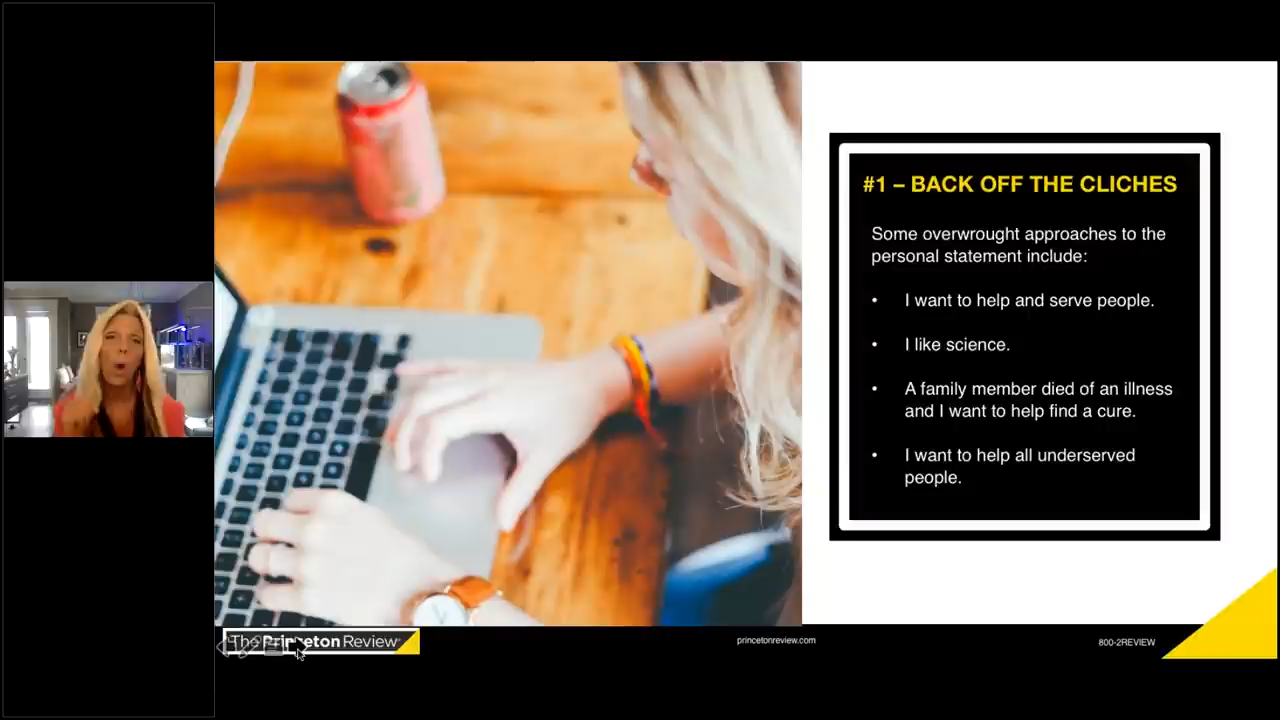 #1 – BACK OFF THE CLICHES
Some overwrought approaches to the
personal statement include:
• I want to help and serve people.
• I like science.
• A family member died of an illness
and I want to help find a cure.
• I want to help all underserved
people.
The Princeton Review
princetonreview.com
800-2REVIEW